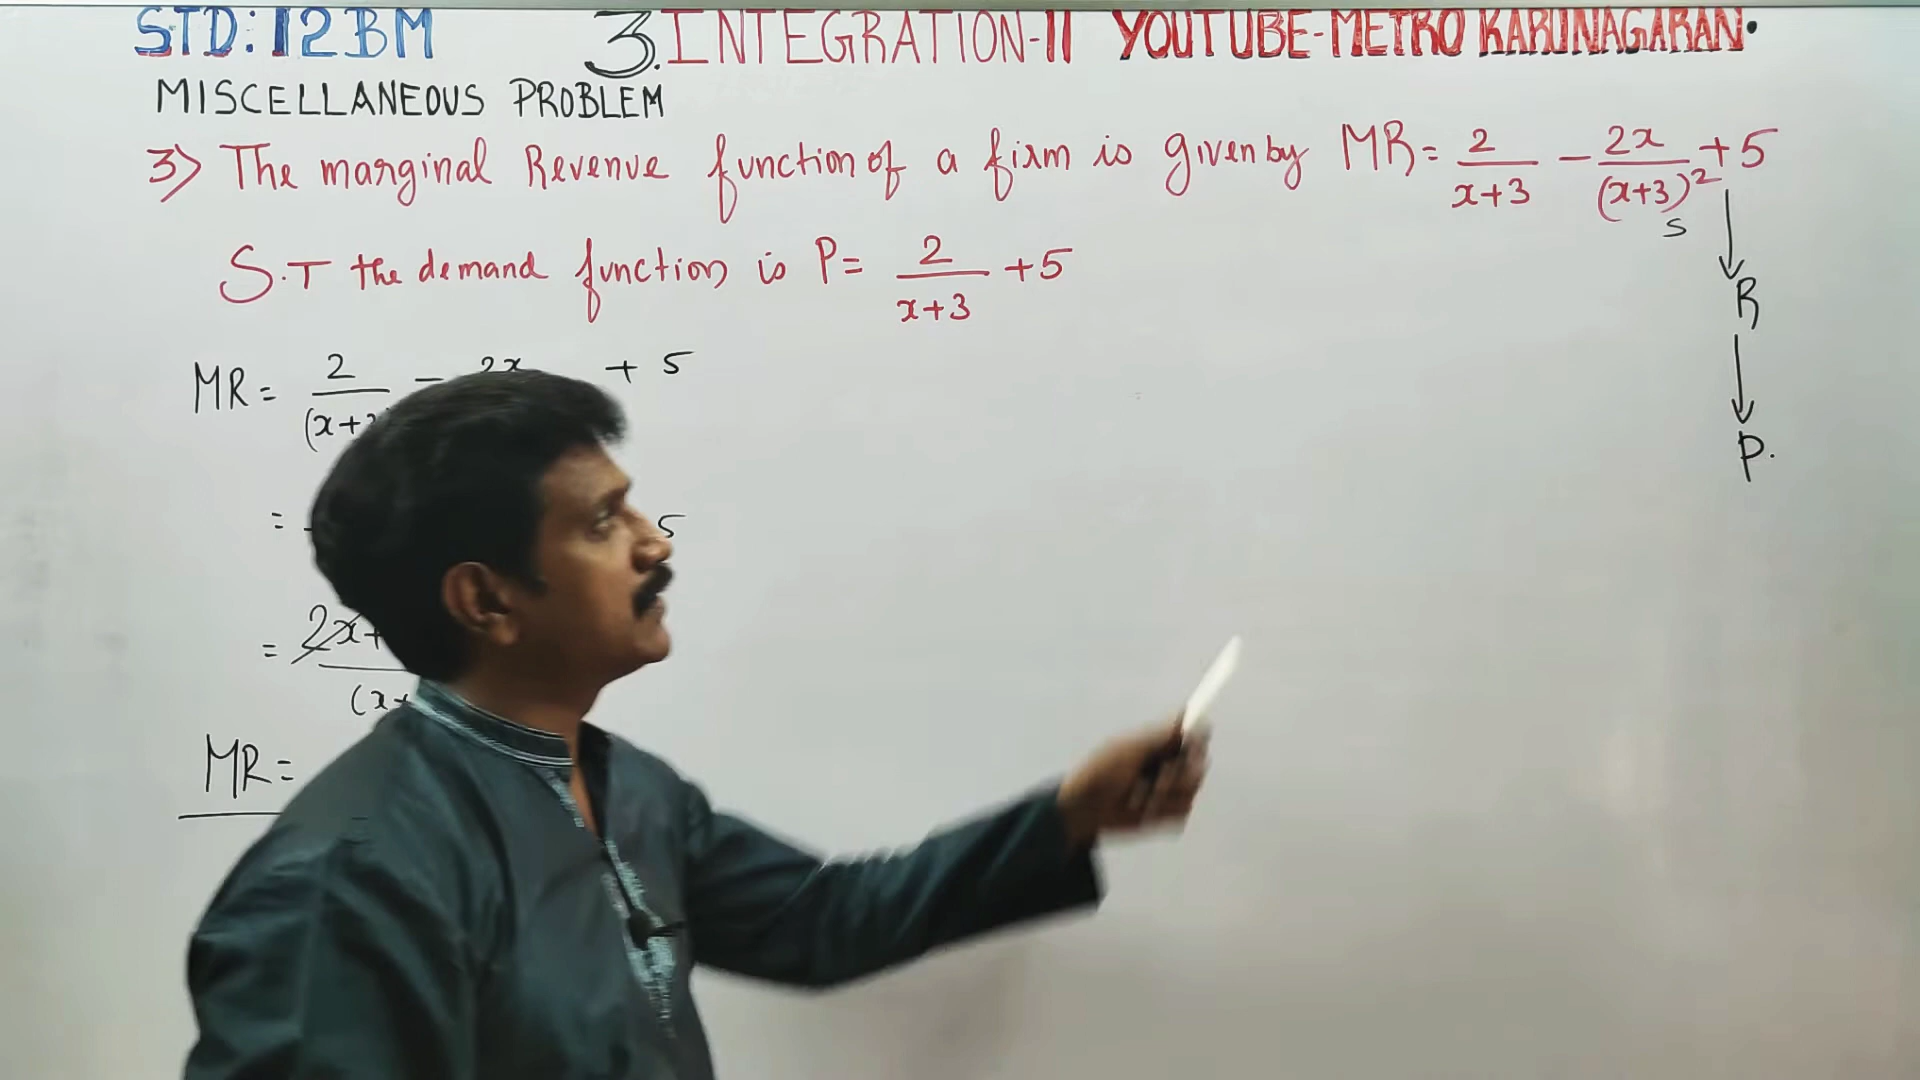 STD: 12 BM 3. INTEGRATION-II YOUTUBE-METRO KARUNAGARAN.
MISCELLANEOUS PROBLEM
3) The marginal Revenue function of a firm is given by MR = 2/(x+3) - 2x/(x+3)² + 5
S
S.T the demand function is P = 2/(x+3) + 5
R
P.
MR = 2/(x+ - 2x + 5
= 5
= 2x+ (x+
MR =